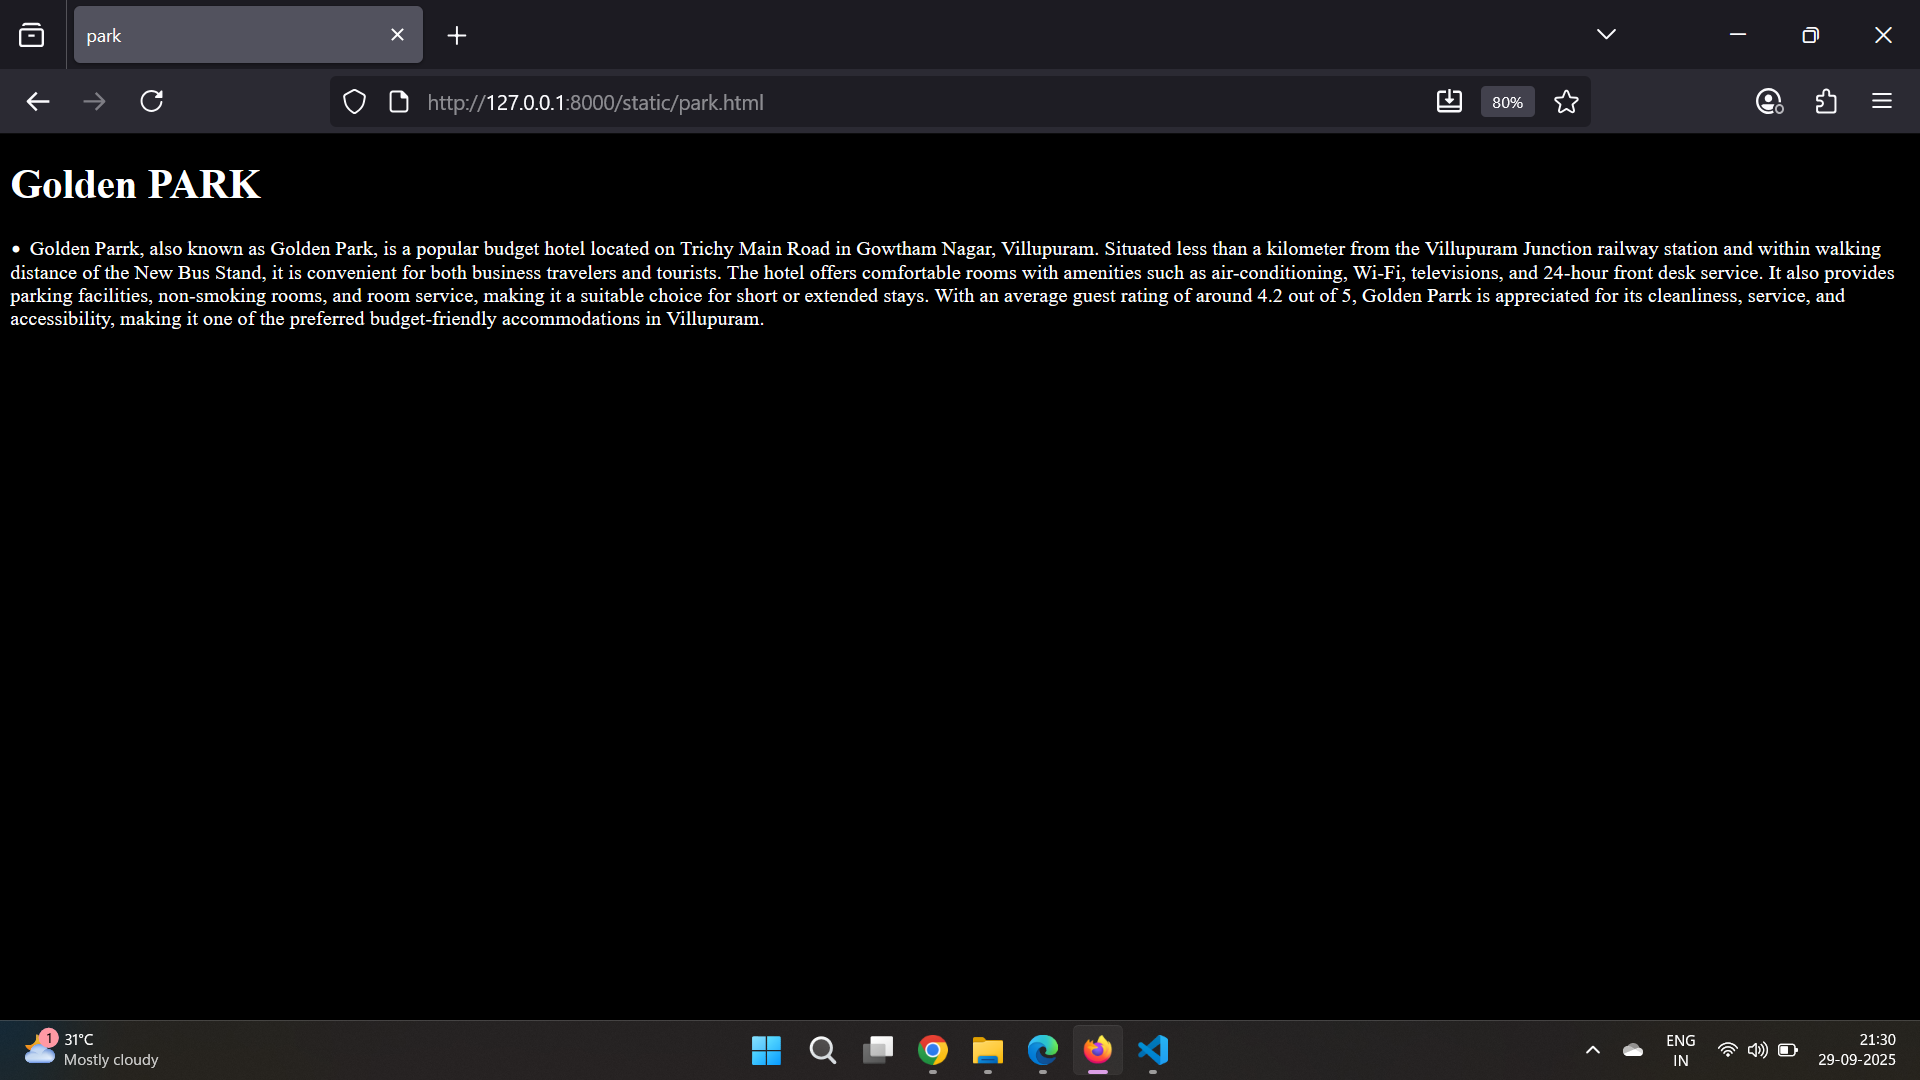 park
http://127.0.0.1:8000/static/park.html
80%
Golden PARK
• Golden Parrk, also known as Golden Park, is a popular budget hotel located on Trichy Main Road in Gowtham Nagar, Villupuram. Situated less than a kilometer from the Villupuram Junction railway station and within walking
distance of the New Bus Stand, it is convenient for both business travelers and tourists. The hotel offers comfortable rooms with amenities such as air-conditioning, Wi-Fi, televisions, and 24-hour front desk service. It also provides
parking facilities, non-smoking rooms, and room service, making it a suitable choice for short or extended stays. With an average guest rating of around 4.2 out of 5, Golden Parrk is appreciated for its cleanliness, service, and
accessibility, making it one of the preferred budget-friendly accommodations in Villupuram.
1
31°C
Mostly cloudy
ENG
IN
21:30
29-09-2025